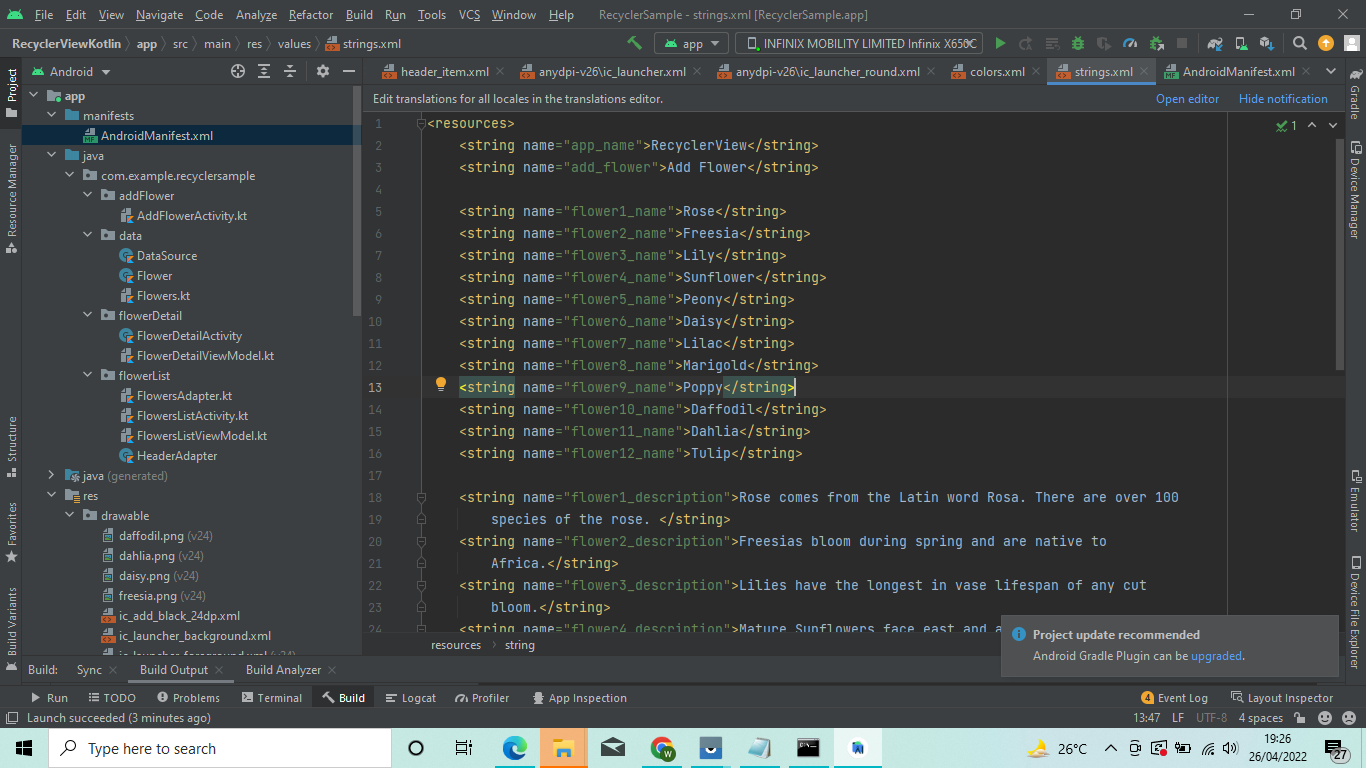 File Edit View Navigate Code Analyze Refactor Build Run Tools VCS Window Help RecyclerSample - strings.xml [RecyclerSample.app]
RecyclerViewKotlin app src main res values strings.xml app INFINIX MOBILITY LIMITED Infinix X650C
Android header_item.xml anydpi-v26\ic_launcher.xml anydpi-v26\ic_launcher_round.xml colors.xml strings.xml AndroidManifest.xml
Edit translations for all locales in the translations editor. Open editor Hide notification
Project
Resource Manager
Structure
Favorites
Build Variants
app
manifests
AndroidManifest.xml
java
com.example.recyclersample
addFlower
AddFlowerActivity.kt
data
DataSource
Flower
Flowers.kt
flowerDetail
FlowerDetailActivity
FlowerDetailViewModel.kt
flowerList
FlowersAdapter.kt
FlowersListActivity.kt
FlowersListViewModel.kt
HeaderAdapter
java (generated)
res
drawable
daffodil.png (v24)
dahlia.png (v24)
daisy.png (v24)
freesia.png (v24)
ic_add_black_24dp.xml
ic_launcher_background.xml
ic_launcher_foreground.xml (v24)
1 <resources>
2 <string name="app_name">RecyclerView</string>
3 <string name="add_flower">Add Flower</string>
4
5 <string name="flower1_name">Rose</string>
6 <string name="flower2_name">Freesia</string>
7 <string name="flower3_name">Lily</string>
8 <string name="flower4_name">Sunflower</string>
9 <string name="flower5_name">Peony</string>
10 <string name="flower6_name">Daisy</string>
11 <string name="flower7_name">Lilac</string>
12 <string name="flower8_name">Marigold</string>
13 <string name="flower9_name">Poppy</string>
14 <string name="flower10_name">Daffodil</string>
15 <string name="flower11_name">Dahlia</string>
16 <string name="flower12_name">Tulip</string>
17
18 <string name="flower1_description">Rose comes from the Latin word Rosa. There are over 100
19 species of the rose. </string>
20 <string name="flower2_description">Freesias bloom during spring and are native to
21 Africa.</string>
22 <string name="flower3_description">Lilies have the longest in vase lifespan of any cut
23 bloom.</string>
24 <string name="flower4_description">Mature Sunflowers face east and
1
Gradle
Device Manager
Emulator
Device File Explorer
Project update recommended
Android Gradle Plugin can be upgraded.
resources string
Build: Sync Build Output Build Analyzer
Run TODO Problems Terminal Build Logcat Profiler App Inspection 4 Event Log Layout Inspector
Launch succeeded (3 minutes ago) 13:47 LF UTF-8 4 spaces
Type here to search 26°C 19:26
26/04/2022 27